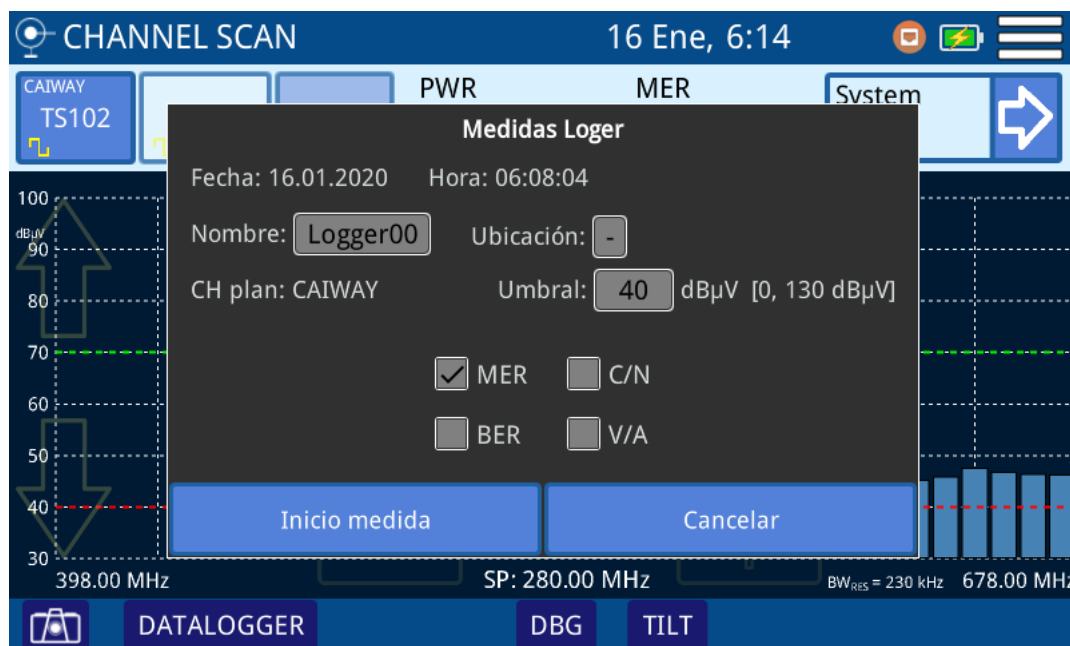 CHANNEL SCAN 16 Ene, 6:14
CAIWAY
TS102
PWR MER
System
Medidas Loger
Fecha: 16.01.2020 Hora: 06:08:04
Nombre: Logger00 Ubicación: -
CH plan: CAIWAY Umbral: 40 dBµV [0, 130 dBµV]
MER C/N
BER V/A
Inicio medida Cancelar
100
dBµV
90
80
70
60
50
40
30
398.00 MHz SP: 280.00 MHz BWRES = 230 kHz 678.00 MHz
DATALOGGER DBG TILT